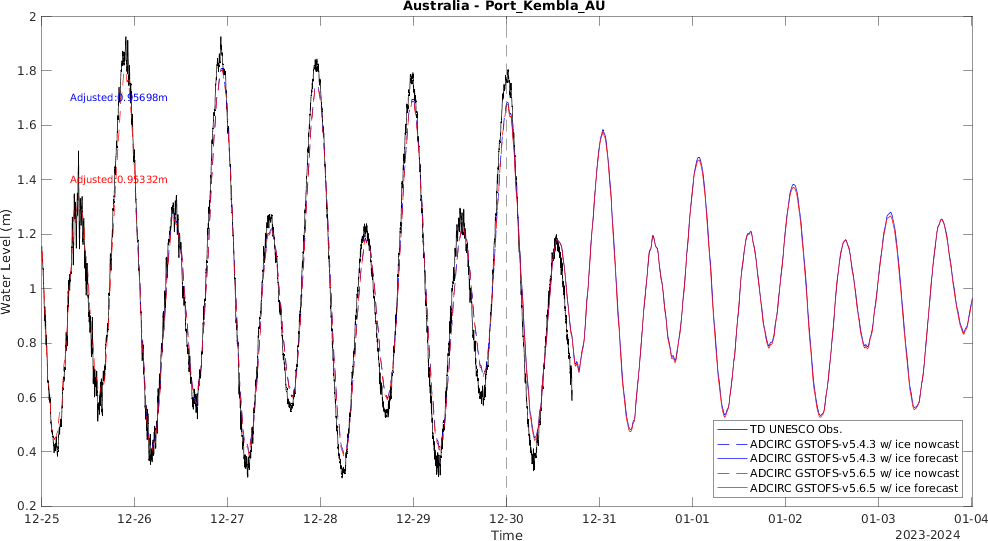 Australia - Port_Kembla_AU
2
1.8
1.6
1.4
1.2
1
0.8
0.6
0.4
0.2
Water Level (m)
Adjusted:0.95698m
Adjusted:0.95332m
TD UNESCO Obs.
ADCIRC GSTOFS-v5.4.3 w/ ice nowcast
ADCIRC GSTOFS-v5.4.3 w/ ice forecast
ADCIRC GSTOFS-v5.6.5 w/ ice nowcast
ADCIRC GSTOFS-v5.6.5 w/ ice forecast
12-25 12-26 12-27 12-28 12-29 12-30 12-31 01-01 01-02 01-03 01-04
Time
2023-2024